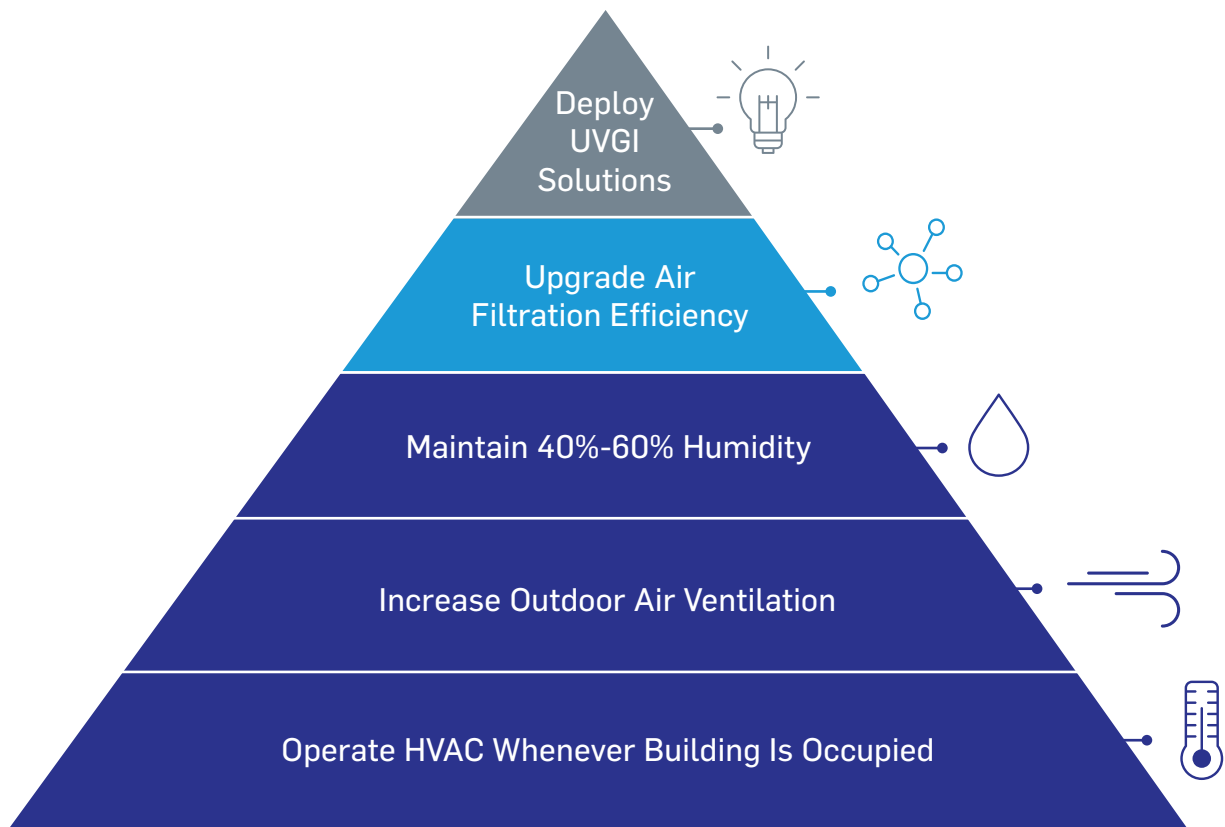 Deploy
UVGI
Solutions
Upgrade Air
Filtration Efficiency
Maintain 40%-60% Humidity
Increase Outdoor Air Ventilation
Operate HVAC Whenever Building Is Occupied